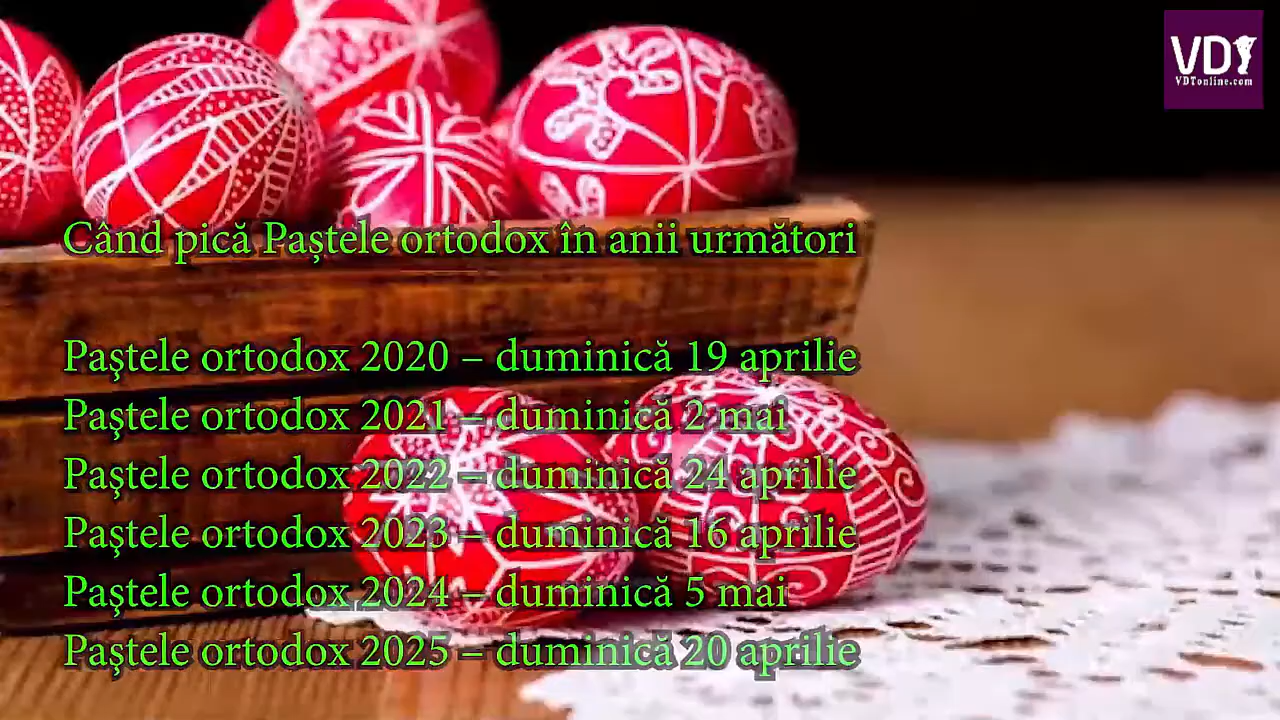 VDT
VDTonline.com
Când pică Paștele ortodox în anii următori
Paştele ortodox 2020 – duminică 19 aprilie
Paştele ortodox 2021 – duminică 2 mai
Paştele ortodox 2022 – duminică 24 aprilie
Paştele ortodox 2023 – duminică 16 aprilie
Paştele ortodox 2024 – duminică 5 mai
Paştele ortodox 2025 – duminică 20 aprilie